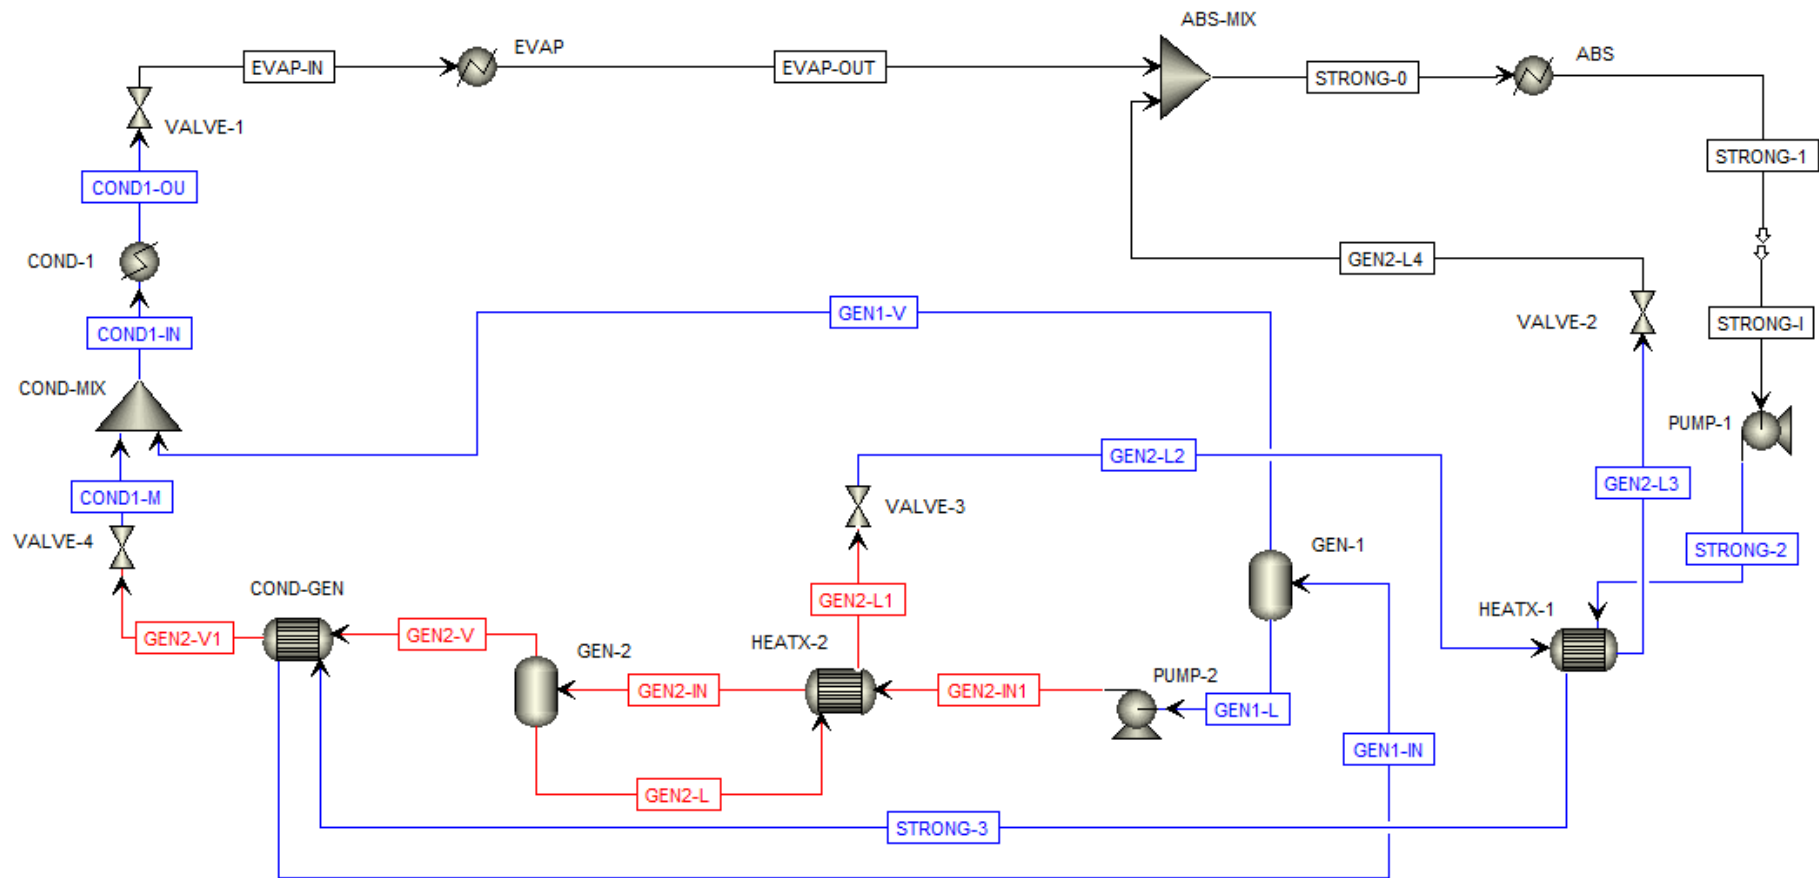 ABS-MIX
EVAP-IN
EVAP
EVAP-OUT
STRONG-0
ABS
VALVE-1
STRONG-1
COND1-OU
COND-1
GEN2-L4
GEN1-V
VALVE-2
STRONG-I
COND1-IN
COND-MIX
PUMP-1
GEN2-L2
GEN2-L3
COND1-M
VALVE-3
VALVE-4
GEN-1
STRONG-2
COND-GEN
GEN2-L1
HEATX-1
GEN2-V1
GEN2-V
GEN-2
HEATX-2
PUMP-2
GEN2-IN
GEN2-IN1
GEN1-L
GEN1-IN
GEN2-L
STRONG-3